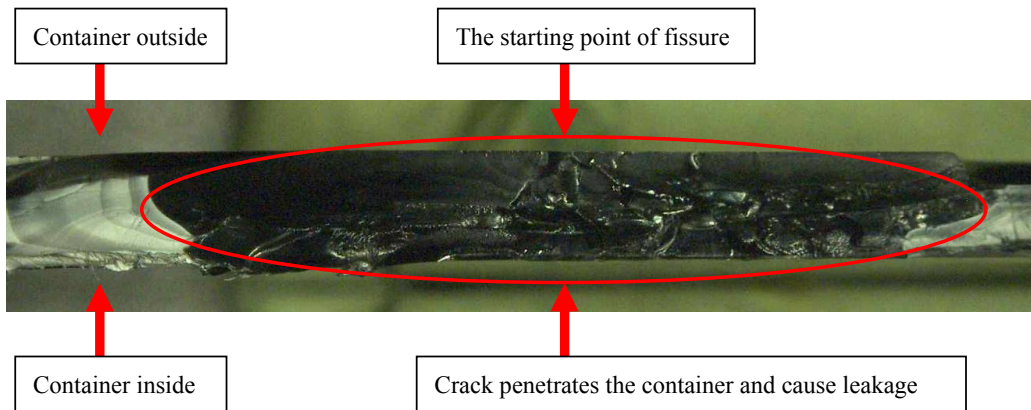 Container outside
The starting point of fissure
Container inside
Crack penetrates the container and cause leakage